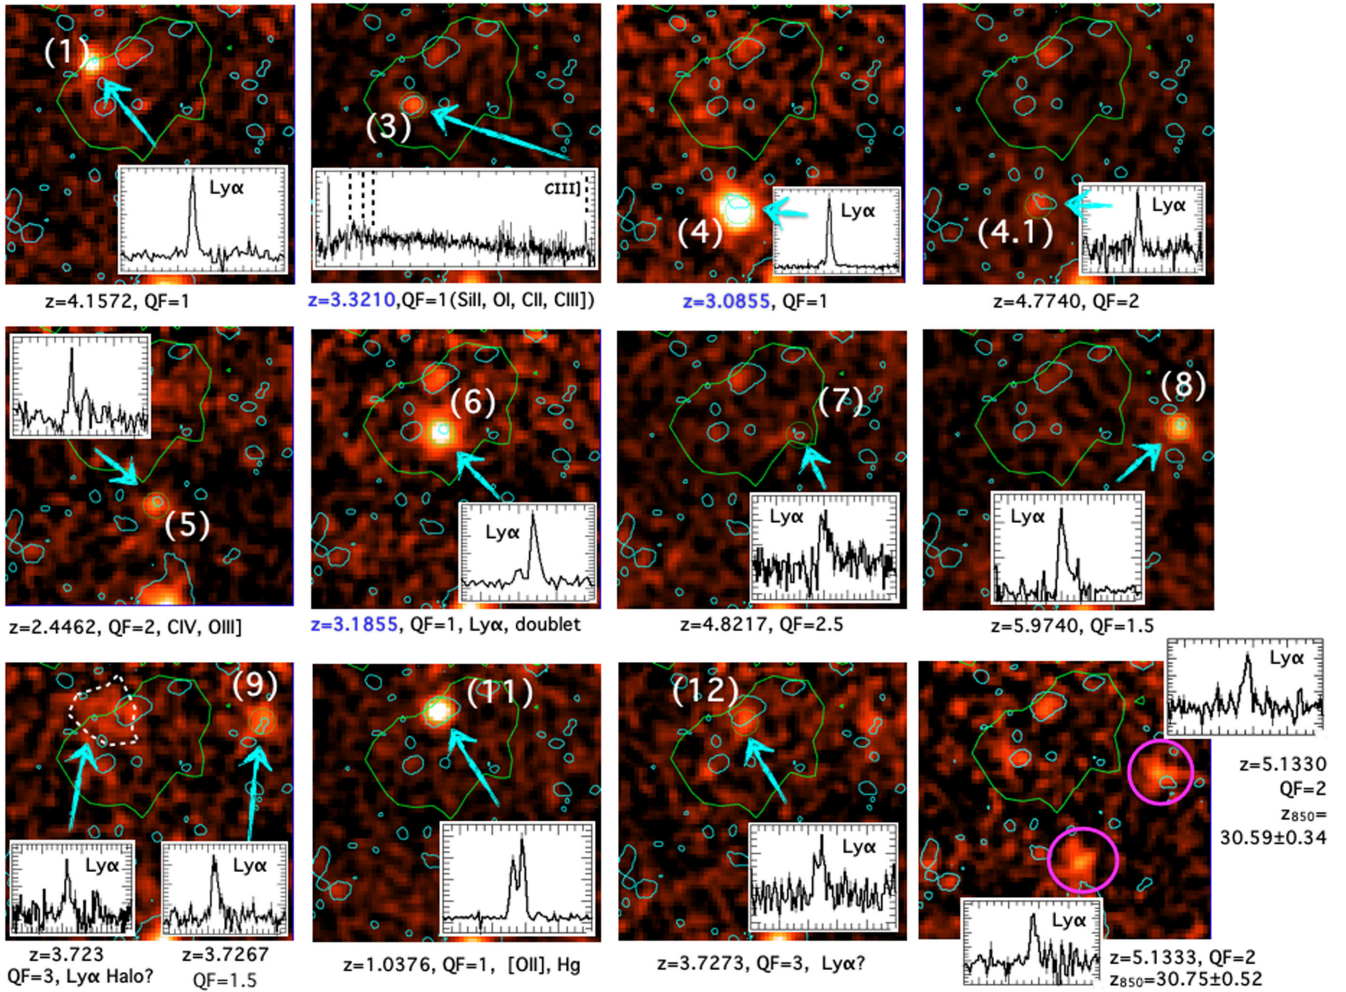 (1)
Lyα
z=4.1572, QF=1
(3)
CIII]
z=3.3210,QF=1(SiII, OI, CII, CIII])
(4)
Lyα
z=3.0855, QF=1
(4.1)
Lyα
z=4.7740, QF=2
(5)
z=2.4462, QF=2, CIV, OIII]
(6)
Lyα
z=3.1855, QF=1, Lyα, doublet
(7)
Lyα
z=4.8217, QF=2.5
(8)
Lyα
z=5.9740, QF=1.5
(9)
Lyα
Lyα
z=3.723
QF=3, Lyα Halo?
z=3.7267
QF=1.5
(11)
z=1.0376, QF=1, [OII], Hg
(12)
Lyα
z=3.7273, QF=3, Lyα?
Lyα
z=5.1330
QF=2
z850=
30.59±0.34
Lyα
z=5.1333, QF=2
z850=30.75±0.52